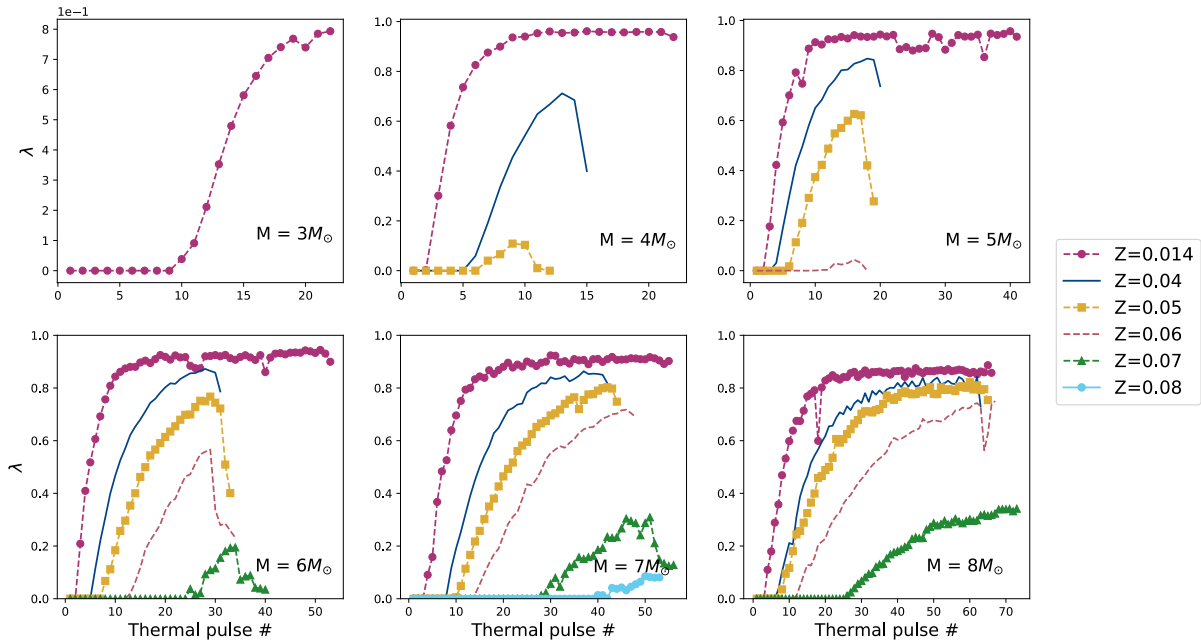 1e−1
8
7
6
5
4
3
2
1
0
λ
0 5 10 15 20
M = 3M⊙
1.0
0.8
0.6
0.4
0.2
0.0
0 5 10 15 20
M = 4M⊙
1.0
0.8
0.6
0.4
0.2
0.0
0 10 20 30 40
M = 5M⊙
1.0
0.8
0.6
0.4
0.2
0.0
λ
0 10 20 30 40 50
Thermal pulse #
M = 6M⊙
1.0
0.8
0.6
0.4
0.2
0.0
0 10 20 30 40 50
Thermal pulse #
M = 7M⊙
1.0
0.8
0.6
0.4
0.2
0.0
0 10 20 30 40 50 60 70
Thermal pulse #
M = 8M⊙
Z=0.014
Z=0.04
Z=0.05
Z=0.06
Z=0.07
Z=0.08